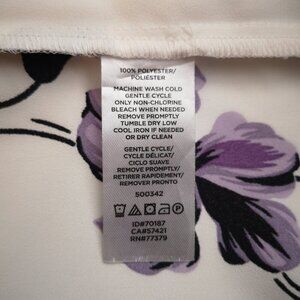 100% POLYESTER/
POLIÉSTER
MACHINE WASH COLD
GENTLE CYCLE
ONLY NON-CHLORINE
BLEACH WHEN NEEDED
REMOVE PROMPTLY
TUMBLE DRY LOW
COOL IRON IF NEEDED
OR DRY CLEAN
GENTLE CYCLE/
CYCLE DÉLICAT/
CICLO SUAVE
REMOVE PROMPTLY/
RETIRER RAPIDEMENT/
REMOVER PRONTO
500342
ID#70187
CA#57421
RN#77379